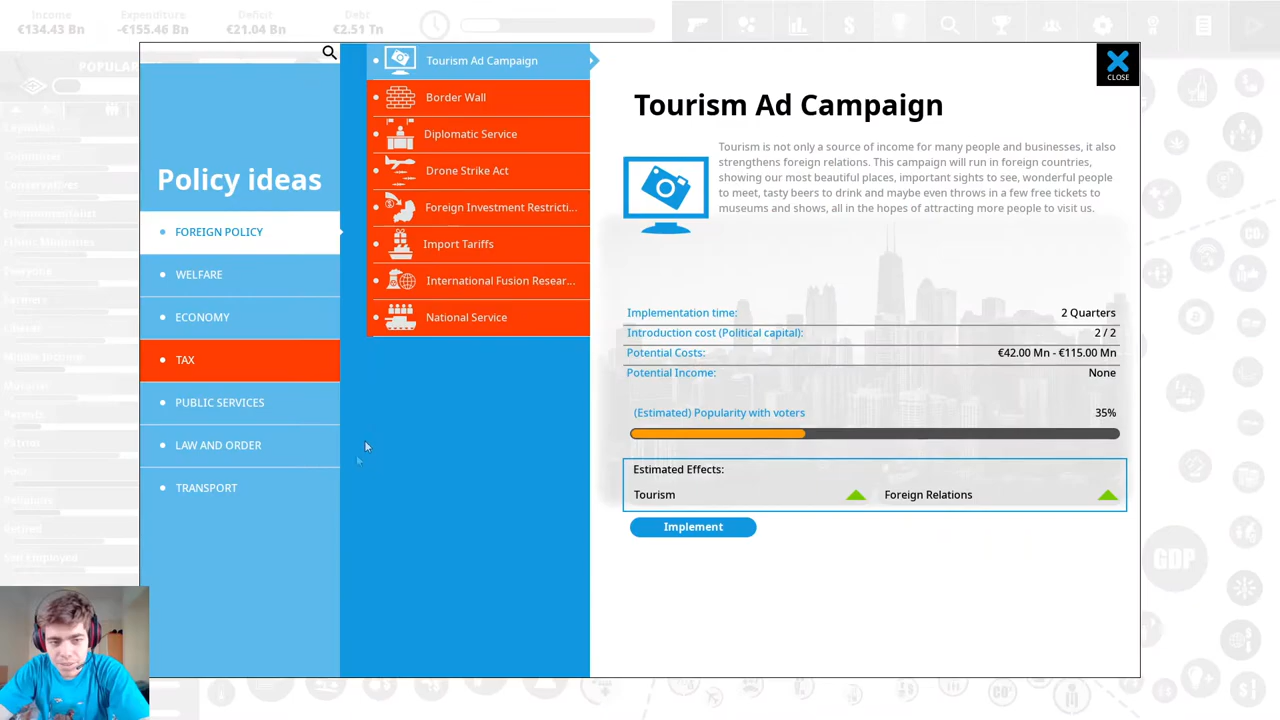 Income
Expenditure
Deficit
Debt
€134.43 Bn
-€155.46 Bn
€21.04 Bn
€2.51 Tn
Policy ideas
FOREIGN POLICY
WELFARE
ECONOMY
TAX
PUBLIC SERVICES
LAW AND ORDER
TRANSPORT
Tourism Ad Campaign
Border Wall
Diplomatic Service
Drone Strike Act
Foreign Investment Restricti...
Import Tariffs
International Fusion Resear...
National Service
CLOSE
Tourism Ad Campaign
Tourism is not only a source of income for many people and businesses, it also
strengthens foreign relations. This campaign will run in foreign countries,
showing our most beautiful places, important sights to see, wonderful people
to meet, tasty beers to drink and maybe even throws in a few free tickets to
museums and shows, all in the hopes of attracting more people to visit us.
Implementation time: 2 Quarters
Introduction cost (Political capital): 2 / 2
Potential Costs: €42.00 Mn - €115.00 Mn
Potential Income: None
(Estimated) Popularity with voters 35%
Estimated Effects:
Tourism Foreign Relations
Implement
GDP